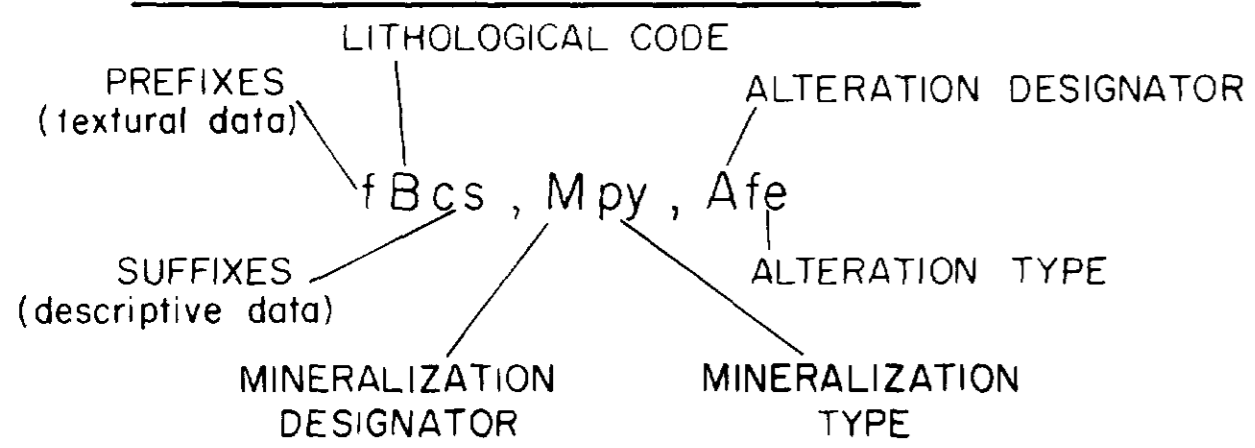 LITHOLOGICAL CODE
PREFIXES
(textural data)
ALTERATION DESIGNATOR
fBcs, Mpy, Afe
SUFFIXES
(descriptive data)
ALTERATION TYPE
MINERALIZATION
DESIGNATOR
MINERALIZATION
TYPE